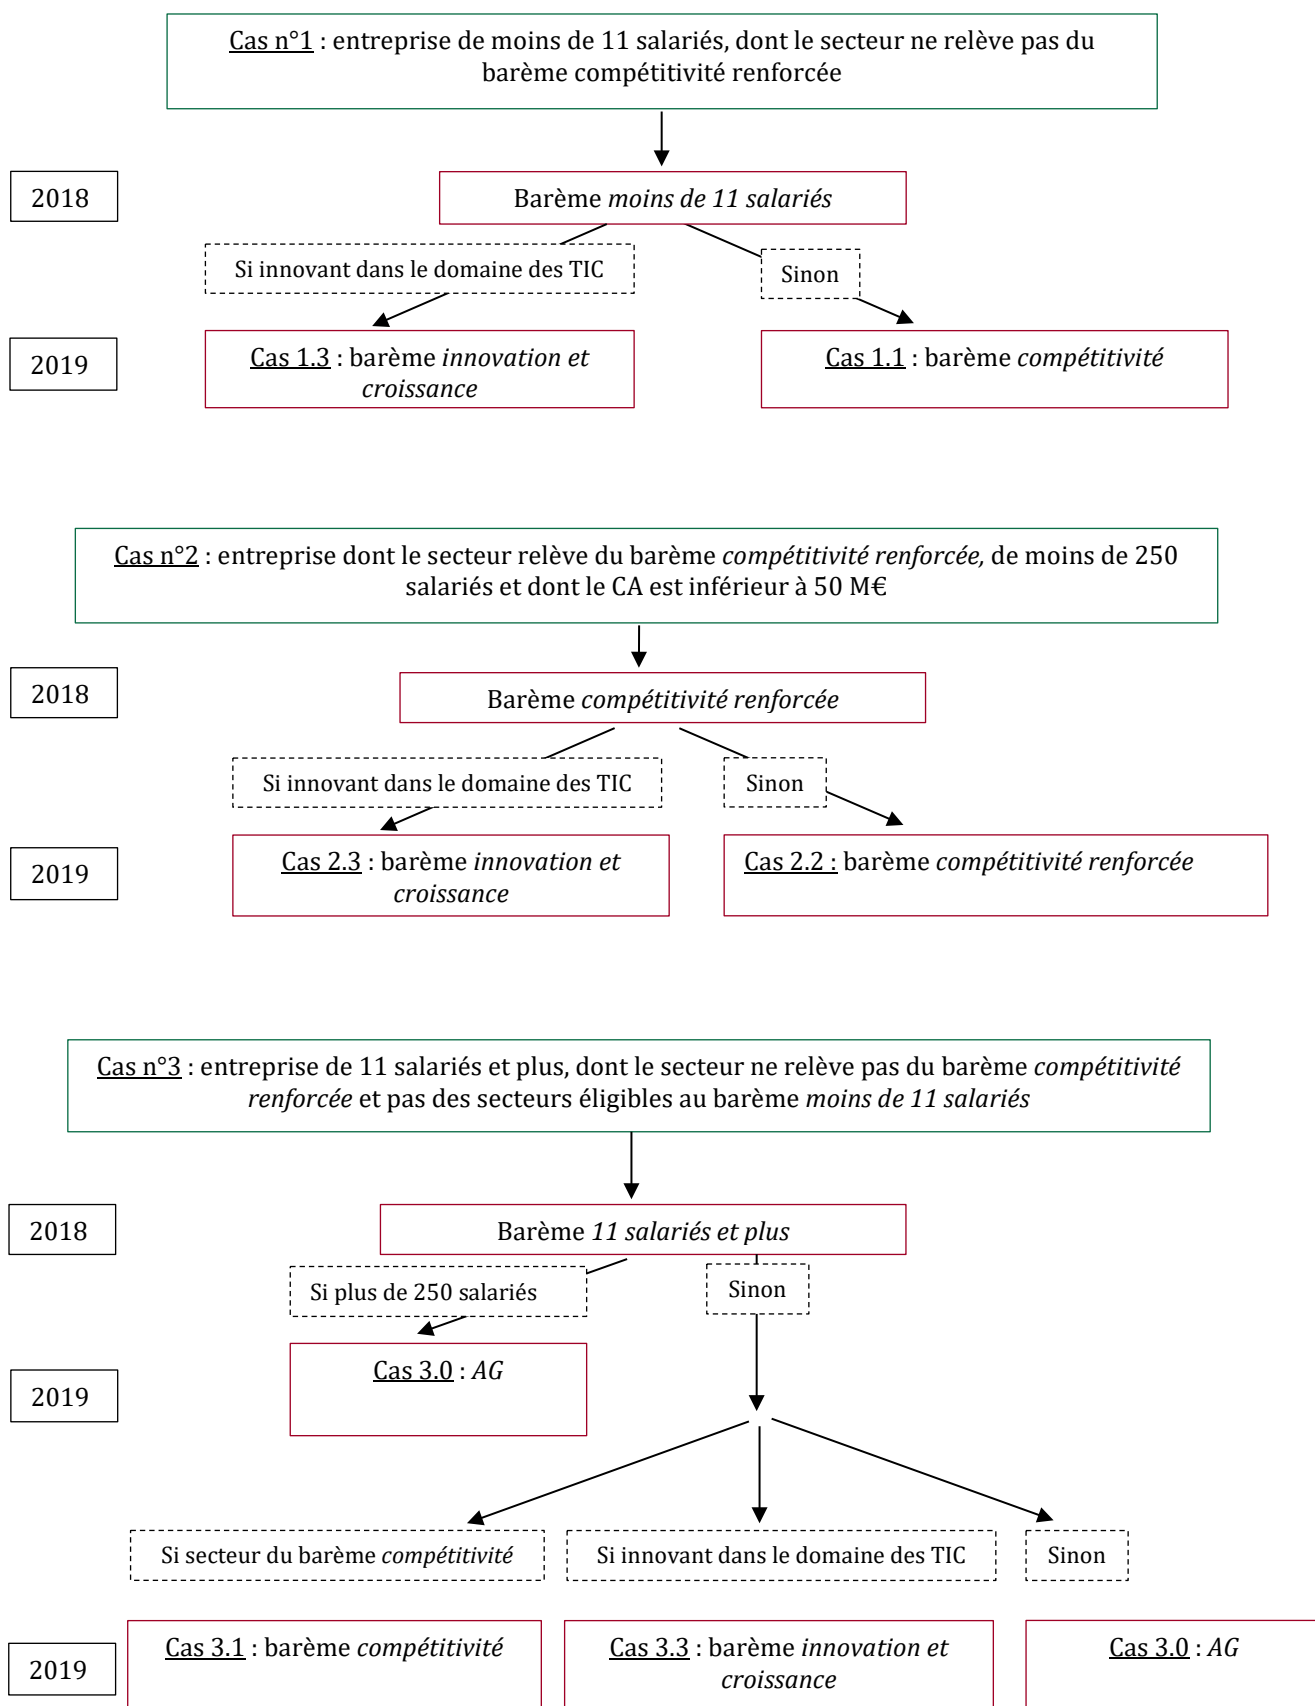 Cas n°1 : entreprise de moins de 11 salariés, dont le secteur ne relève pas du
barème compétitivité renforcée
2018
Barème moins de 11 salariés
Si innovant dans le domaine des TIC
Sinon
2019
Cas 1.3 : barème innovation et
croissance
Cas 1.1 : barème compétitivité
Cas n°2 : entreprise dont le secteur relève du barème compétitivité renforcée, de moins de 250
salariés et dont le CA est inférieur à 50 M€
2018
Barème compétitivité renforcée
Si innovant dans le domaine des TIC
Sinon
2019
Cas 2.3 : barème innovation et
croissance
Cas 2.2 : barème compétitivité renforcée
Cas n°3 : entreprise de 11 salariés et plus, dont le secteur ne relève pas du barème compétitivité
renforcée et pas des secteurs éligibles au barème moins de 11 salariés
2018
Barème 11 salariés et plus
Si plus de 250 salariés
Sinon
2019
Cas 3.0 : AG
Si secteur du barème compétitivité
Si innovant dans le domaine des TIC
Sinon
2019
Cas 3.1 : barème compétitivité
Cas 3.3 : barème innovation et
croissance
Cas 3.0 : AG